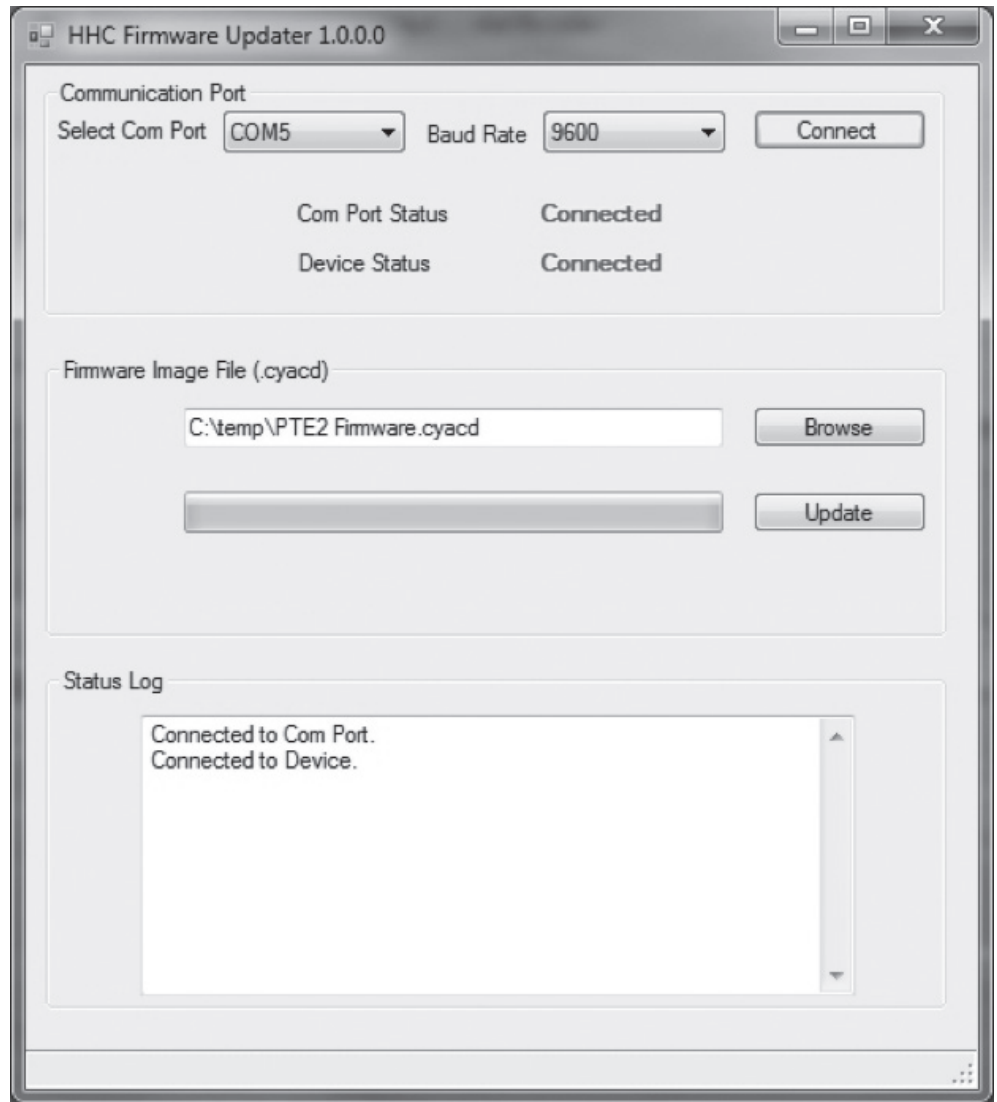 HHC Firmware Updater 1.0.0.0
Communication Port
Select Com Port COM5 Baud Rate 9600 Connect
Com Port Status Connected
Device Status Connected
Firmware Image File (.cyacd)
C:\temp\PTE2 Firmware.cyacd Browse
Update
Status Log
Connected to Com Port.
Connected to Device.